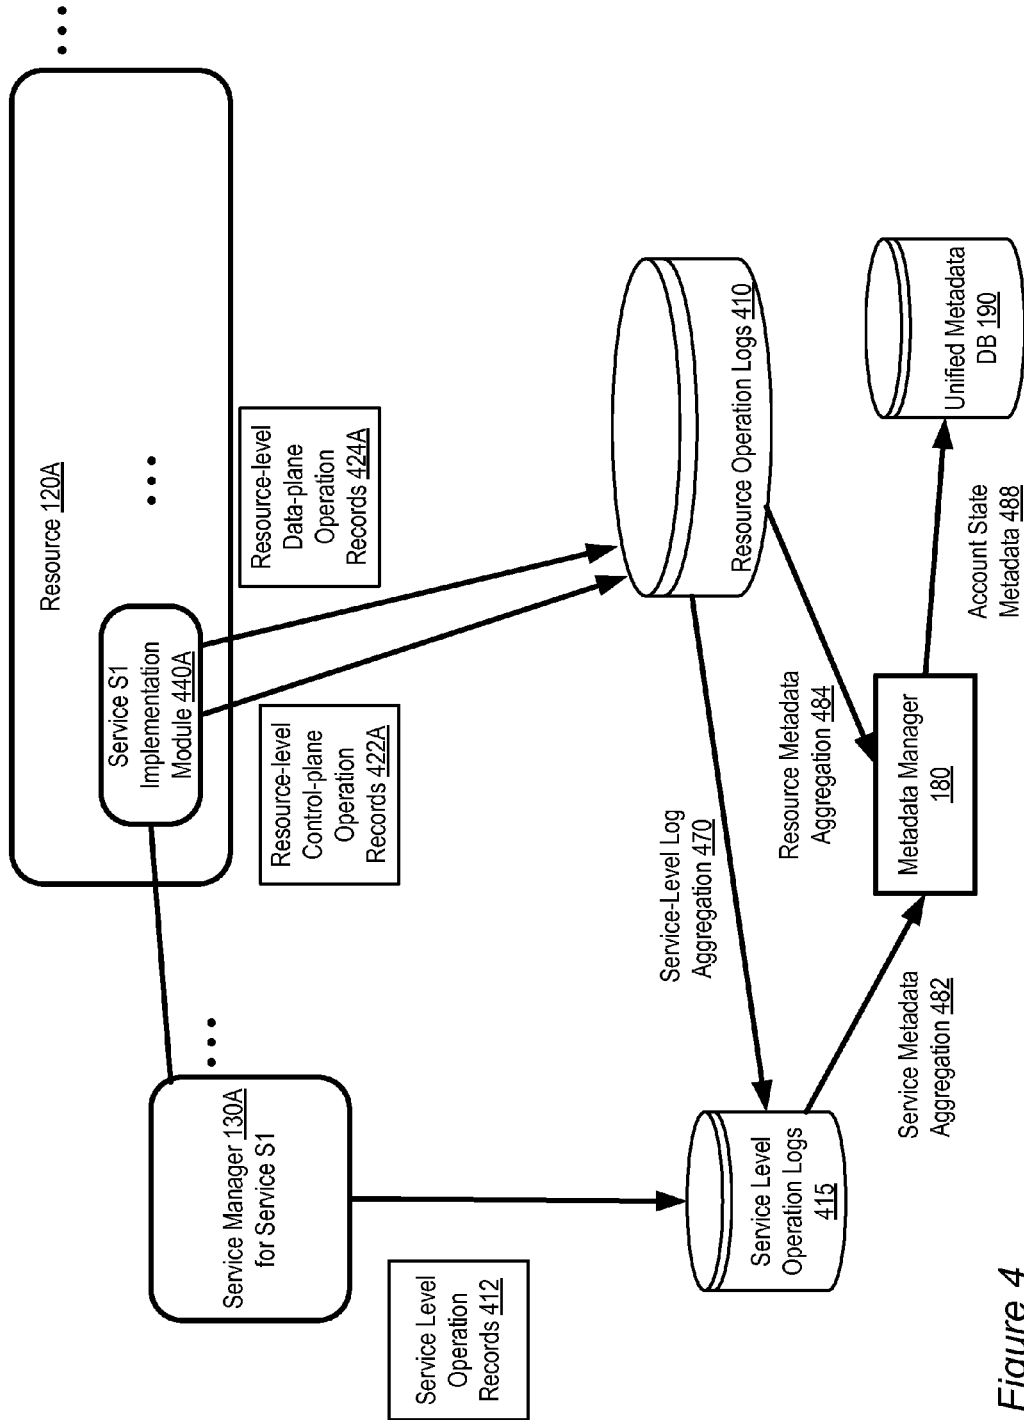 Resource 120A
Service S1
Implementation
Module 440A
Service Manager 130A
for Service S1
Resource-level
Control-plane
Operation
Records 422A
Resource-level
Data-plane
Operation
Records 424A
Service Level
Operation
Records 412
Service-Level Log
Aggregation 470
Resource Operation Logs 410
Service Level
Operation Logs
415
Resource Metadata
Aggregation 484
Service Metadata
Aggregation 482
Metadata Manager
180
Account State
Metadata 488
Unified Metadata
DB 190
Figure 4